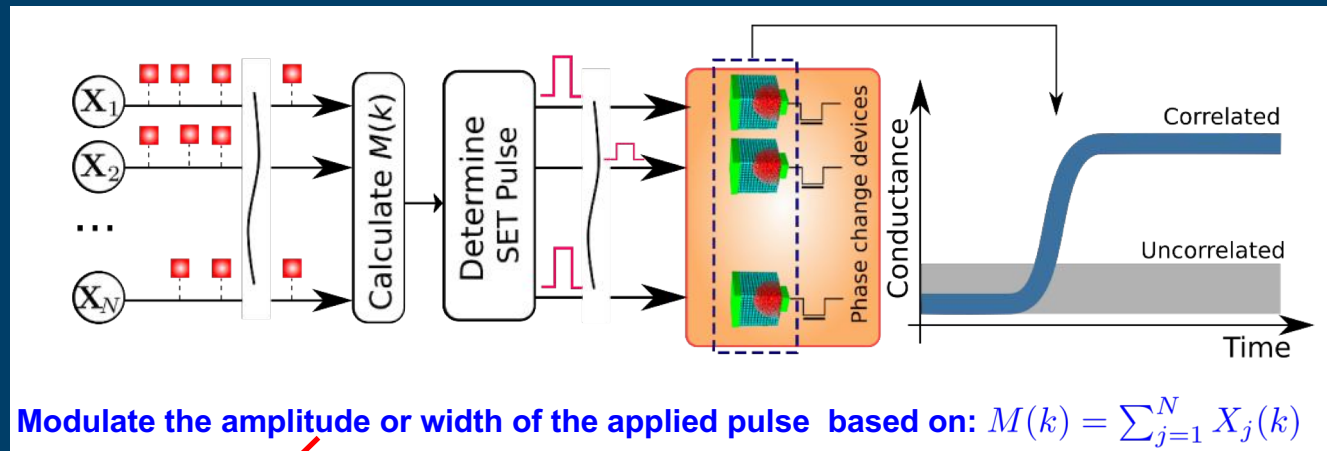 X₁
X₂
...
X_N
Calculate M(k)
Determine
SET Pulse
Phase change devices
Conductance
Correlated
Uncorrelated
Time
Modulate the amplitude or width of the applied pulse based on: M(k) = ∑_{j=1}^{N} X_j(k)